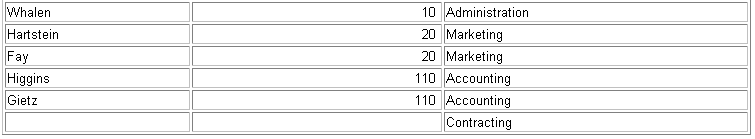 Whalen 10 Administration
Hartstein 20 Marketing
Fay 20 Marketing
Higgins 110 Accounting
Gietz 110 Accounting
Contracting